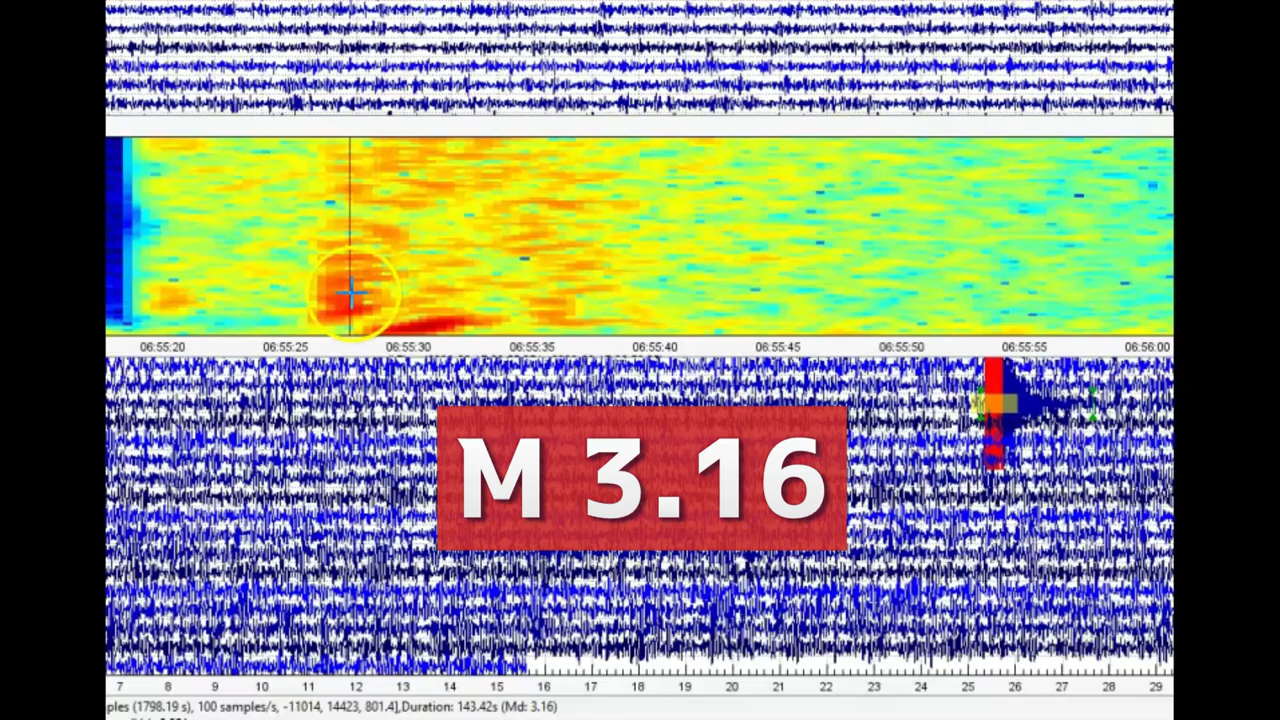 06:55:20 06:55:25 06:55:30 06:55:35 06:55:40 06:55:45 06:55:50 06:55:55 06:56:00
M 3.16
7 8 9 10 11 12 13 14 15 16 17 18 19 20 21 22 23 24 25 26 27 28 29
ples (1798.19 s), 100 samples/s, -11014, 14423, 801.4],Duration: 143.42s (Md: 3.16)